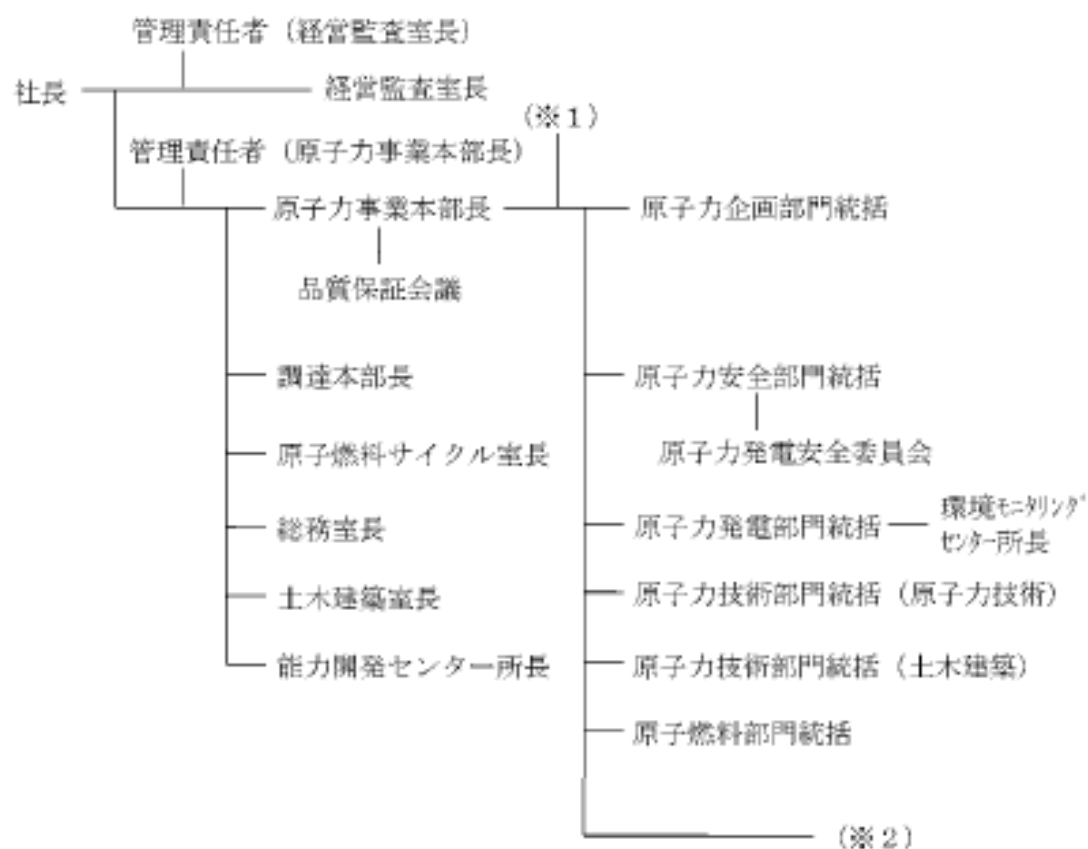 管理責任者（経営監査室長）
社長
経営監査室長
（※１）
管理責任者（原子力事業本部長）
原子力事業本部長
原子力企画部門統括
品質保証会議
調達本部長
原子力安全部門統括
原子燃料サイクル室長
原子力発電安全委員会
総務室長
原子力発電部門統括
環境ﾓﾆﾀﾘﾝｸﾞ
ｾﾝﾀｰ所長
土木建築室長
原子力技術部門統括（原子力技術）
能力開発センター所長
原子力技術部門統括（土木建築）
原子燃料部門統括
（※２）